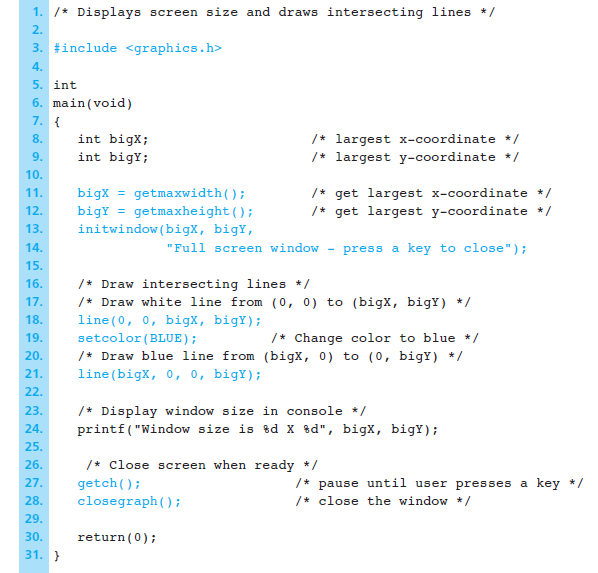 1. /* Displays screen size and draws intersecting lines */
2.
3. #include <graphics.h>
4.
5. int
6. main(void)
7. {
8. int bigX; /* largest x-coordinate */
9. int bigY; /* largest y-coordinate */
10.
11. bigX = getmaxwidth(); /* get largest x-coordinate */
12. bigY = getmaxheight(); /* get largest y-coordinate */
13. initwindow(bigX, bigY,
14. "Full screen window - press a key to close");
15.
16. /* Draw intersecting lines */
17. /* Draw white line from (0, 0) to (bigX, bigY) */
18. line(0, 0, bigX, bigY);
19. setcolor(BLUE); /* Change color to blue */
20. /* Draw blue line from (bigX, 0) to (0, bigY) */
21. line(bigX, 0, 0, bigY);
22.
23. /* Display window size in console */
24. printf("Window size is %d X %d", bigX, bigY);
25.
26. /* Close screen when ready */
27. getch(); /* pause until user presses a key */
28. closegraph(); /* close the window */
29.
30. return(0);
31. }